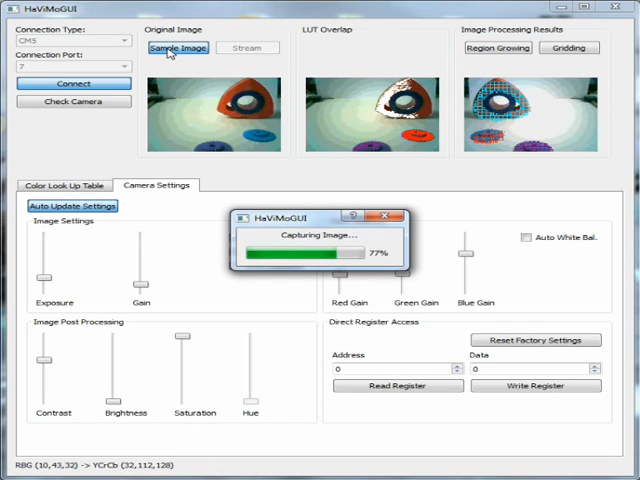 HaViMoGUI
Connection Type:
CM5
Connection Port:
7
Connect
Check Camera
Original Image
Sample Image
Stream
LUT Overlap
Image Processing Results
Region Growing
Gridding
Color Look Up Table
Camera Settings
Auto Update Settings
Image Settings
Exposure
Gain
HaViMoGUI
Capturing Image...
77%
Auto White Bal.
Red Gain
Green Gain
Blue Gain
Image Post Processing
Contrast
Brightness
Saturation
Hue
Direct Register Access
Reset Factory Settings
Address
Data
0
0
Read Register
Write Register
RBG (10,43,32) -> YCrCb (32,112,128)